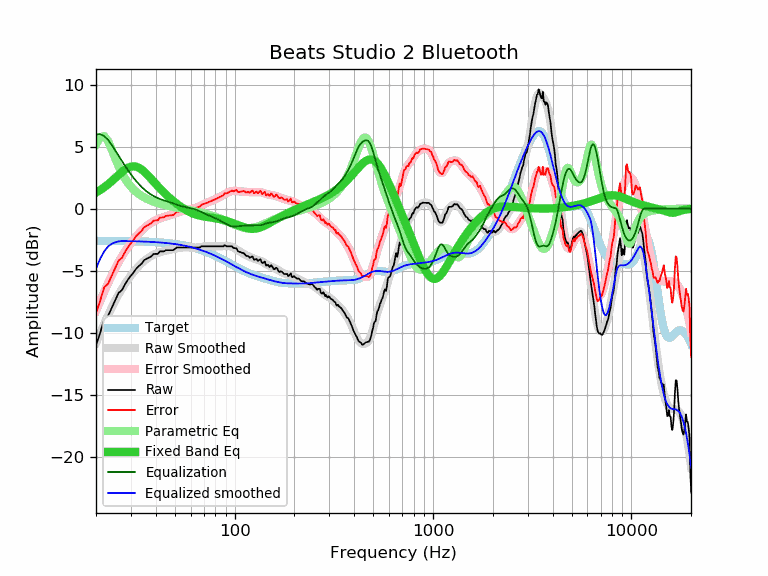 Beats Studio 2 Bluetooth
10
5
0
−5
−10
−15
−20
Amplitude (dBr)
Target
Raw Smoothed
Error Smoothed
Raw
Error
Parametric Eq
Fixed Band Eq
Equalization
Equalized smoothed
100
1000
10000
Frequency (Hz)